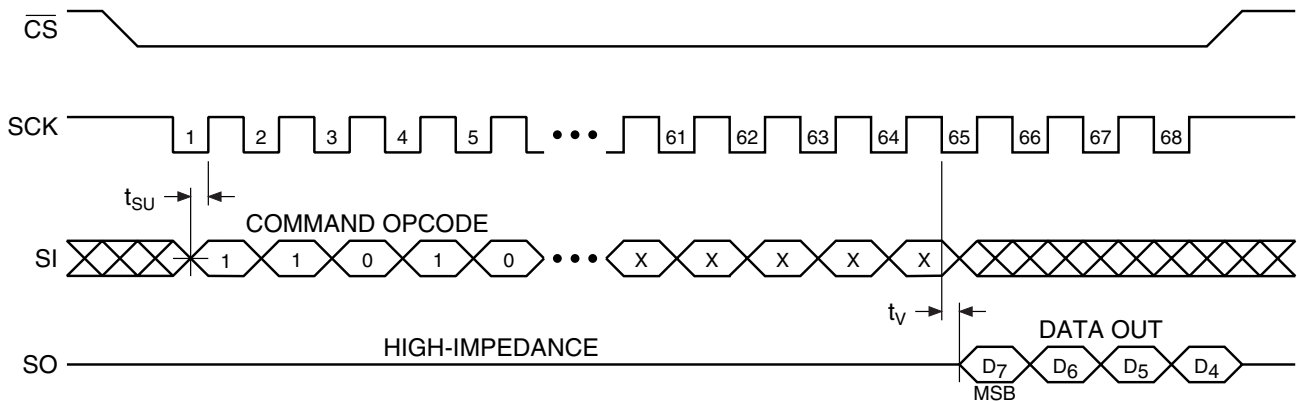 CS
SCK 1 2 3 4 5 ••• 61 62 63 64 65 66 67 68
tSU
COMMAND OPCODE
SI 1 1 0 1 0 ••• X X X X X
tV
DATA OUT
HIGH-IMPEDANCE
SO D7 D6 D5 D4
MSB